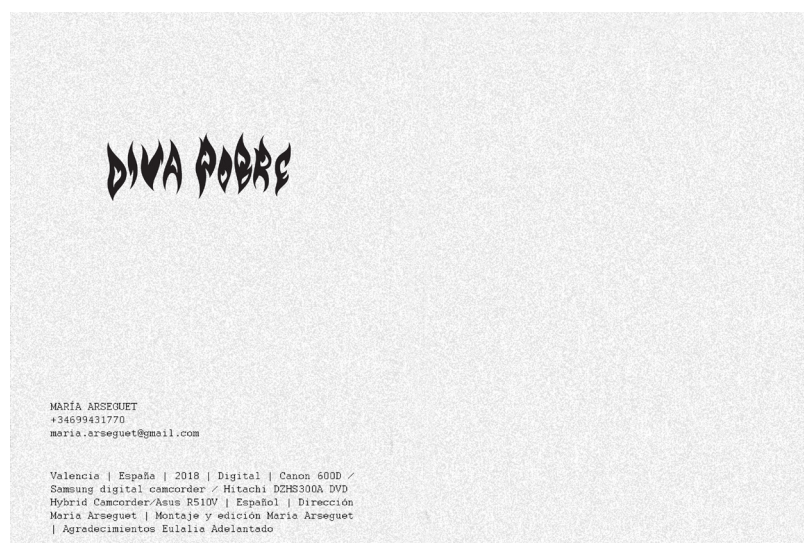 DIVA POBRE
MARÍA ARSEGUET
+34699431770
maria.arseguet@gmail.com
Valencia | España | 2018 | Digital | Canon 600D /
Samsung digital camcorder / Hitachi DZHS300A DVD
Hybrid Camcorder/Asus R510V | Español | Dirección
María Arseguet | Montaje y edición María Arseguet
| Agradecimientos Eulalia Adelantado